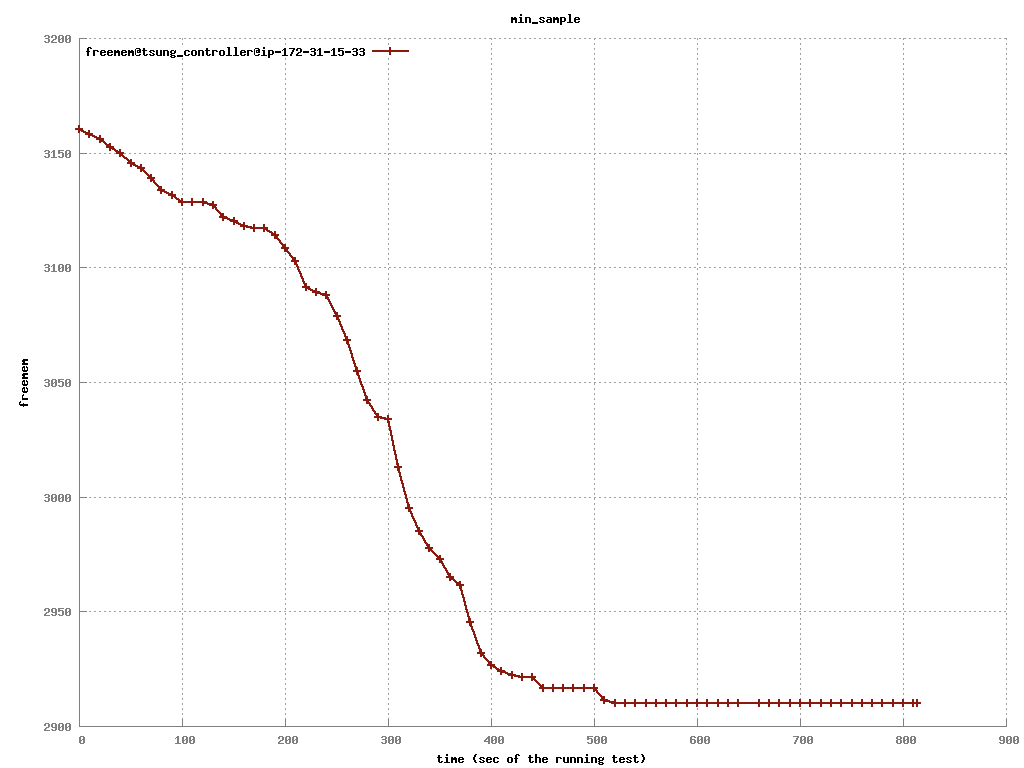 min_sample
freemem@tsung_controller@ip-172-31-15-33
3200
3150
3100
3050
3000
2950
2900
freemem
0 100 200 300 400 500 600 700 800 900
time (sec of the running test)